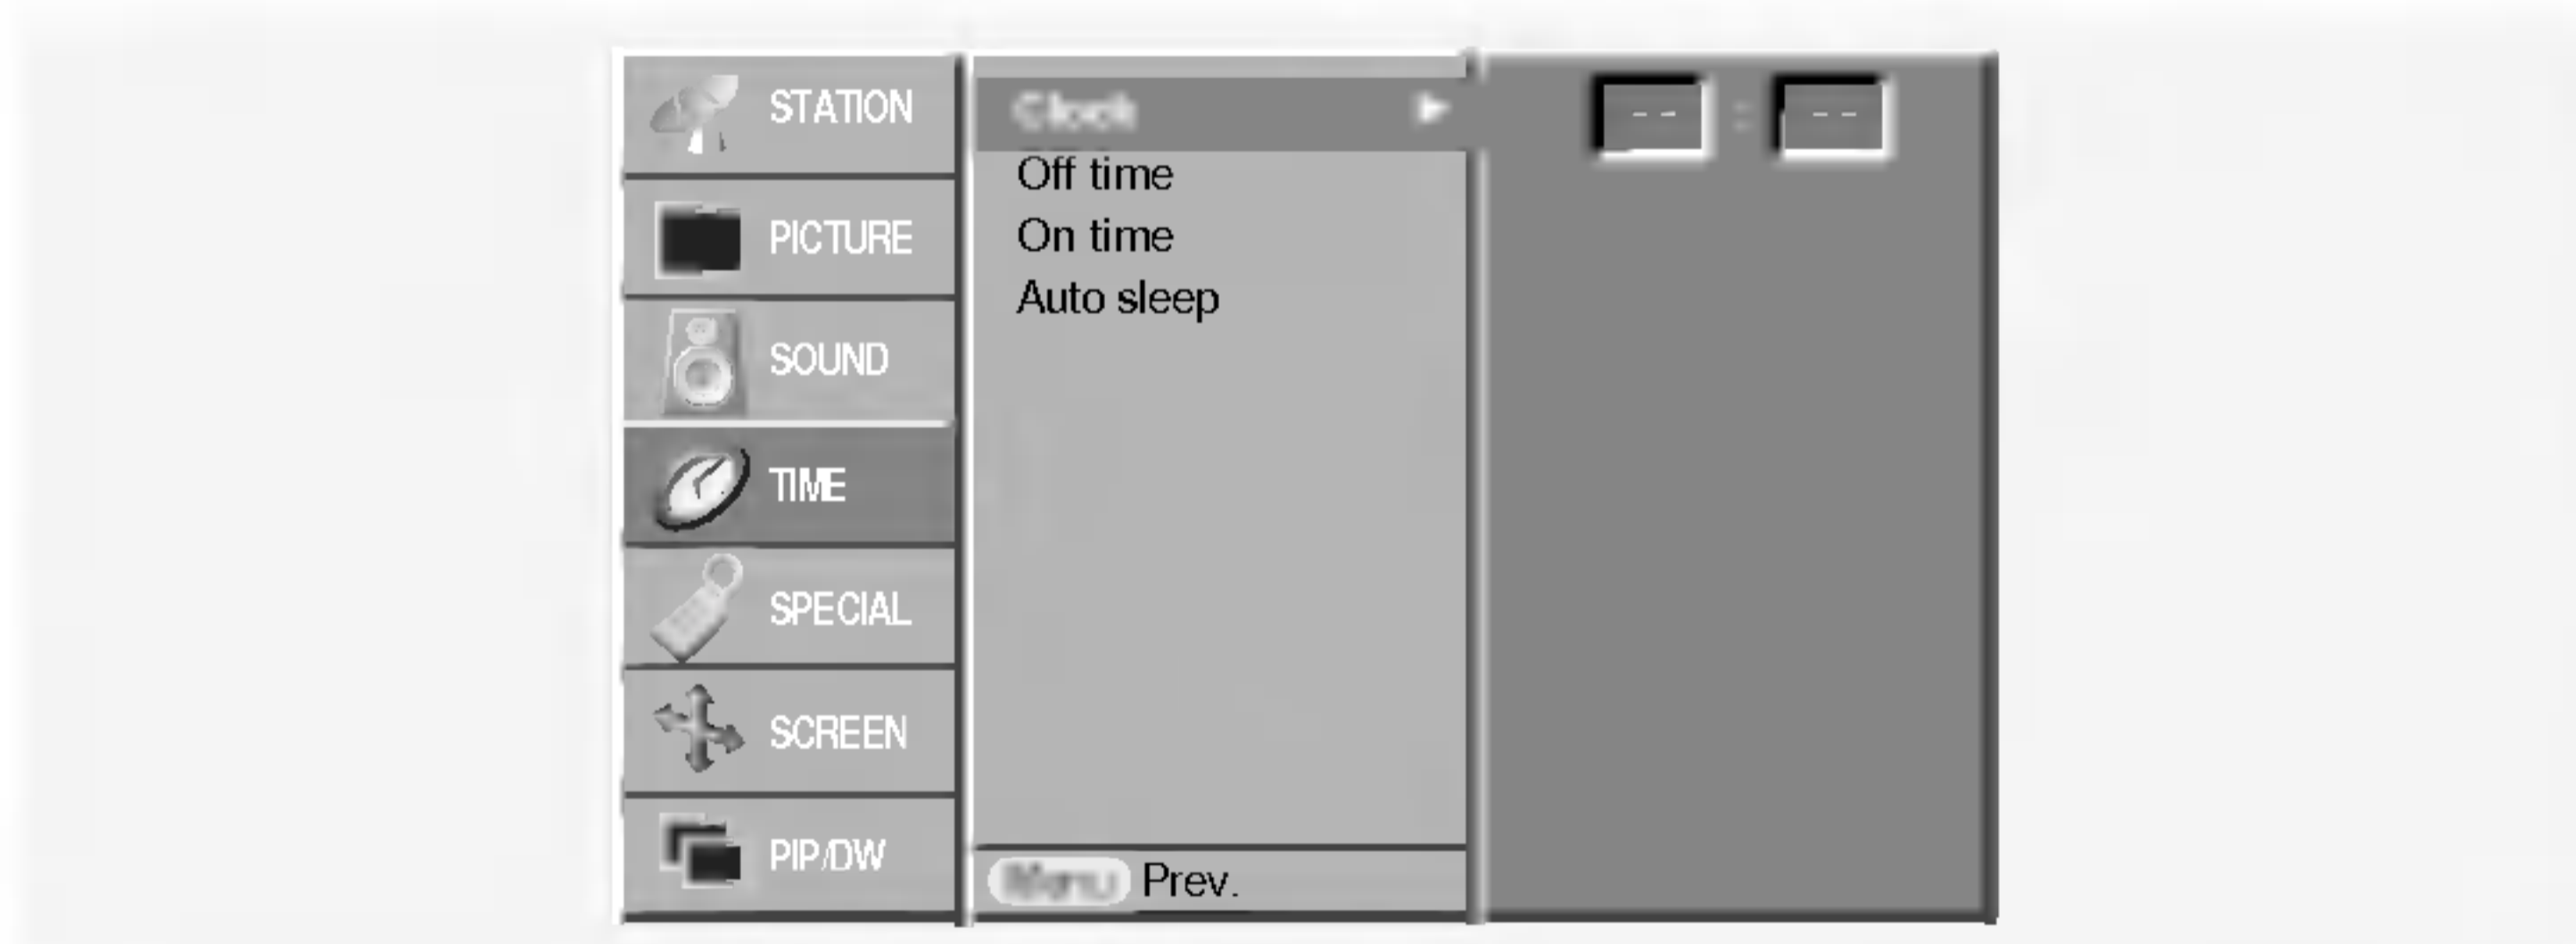 STATION
PICTURE
SOUND
TIME
SPECIAL
SCREEN
PIP/DW
Clock
Off time
On time
Auto sleep
Menu Prev.
-- : --